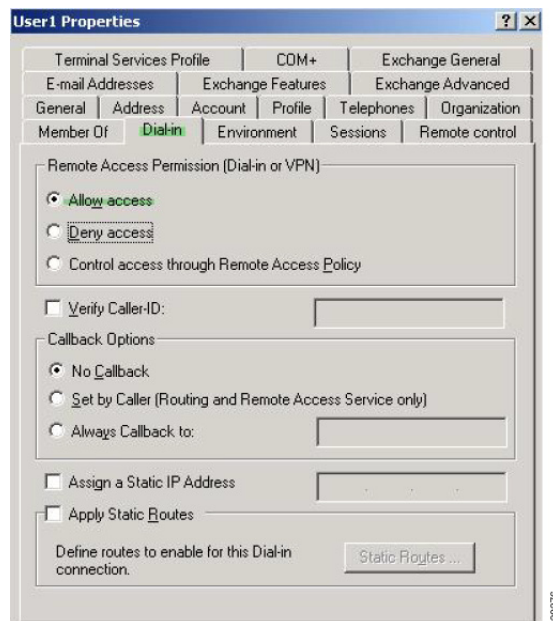 User1 Properties
Terminal Services Profile COM+ Exchange General
E-mail Addresses Exchange Features Exchange Advanced
General Address Account Profile Telephones Organization
Member Of Dial-in Environment Sessions Remote control
Remote Access Permission (Dial-in or VPN)
Allow access
Deny access
Control access through Remote Access Policy
Verify Caller-ID:
Callback Options
No Callback
Set by Caller (Routing and Remote Access Service only)
Always Callback to:
Assign a Static IP Address
Apply Static Routes
Define routes to enable for this Dial-in
connection.
Static Routes ...